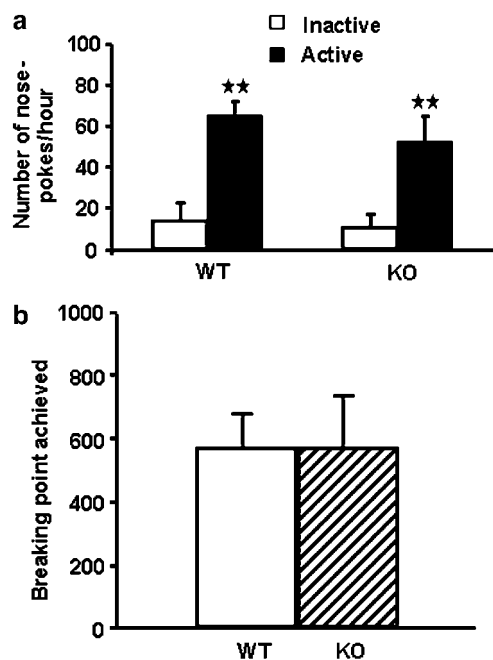 a
Inactive
Active
Number of nose-
pokes/hour
100
80
60
40
20
0
★★
★★
WT
KO
b
Breaking point achieved
1000
800
600
400
200
0
WT
KO